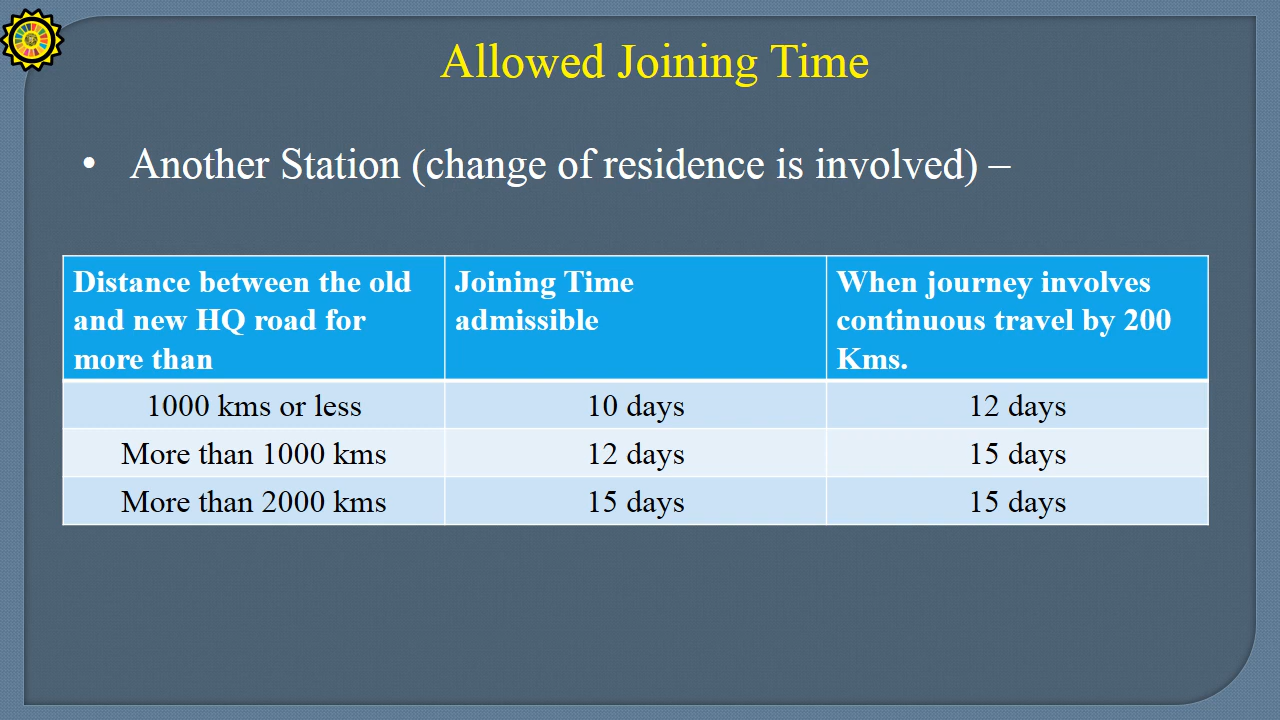 Allowed Joining Time
• Another Station (change of residence is involved) –
Distance between the old
and new HQ road for
more than
Joining Time
admissible
When journey involves
continuous travel by 200
Kms.
1000 kms or less
10 days
12 days
More than 1000 kms
12 days
15 days
More than 2000 kms
15 days
15 days